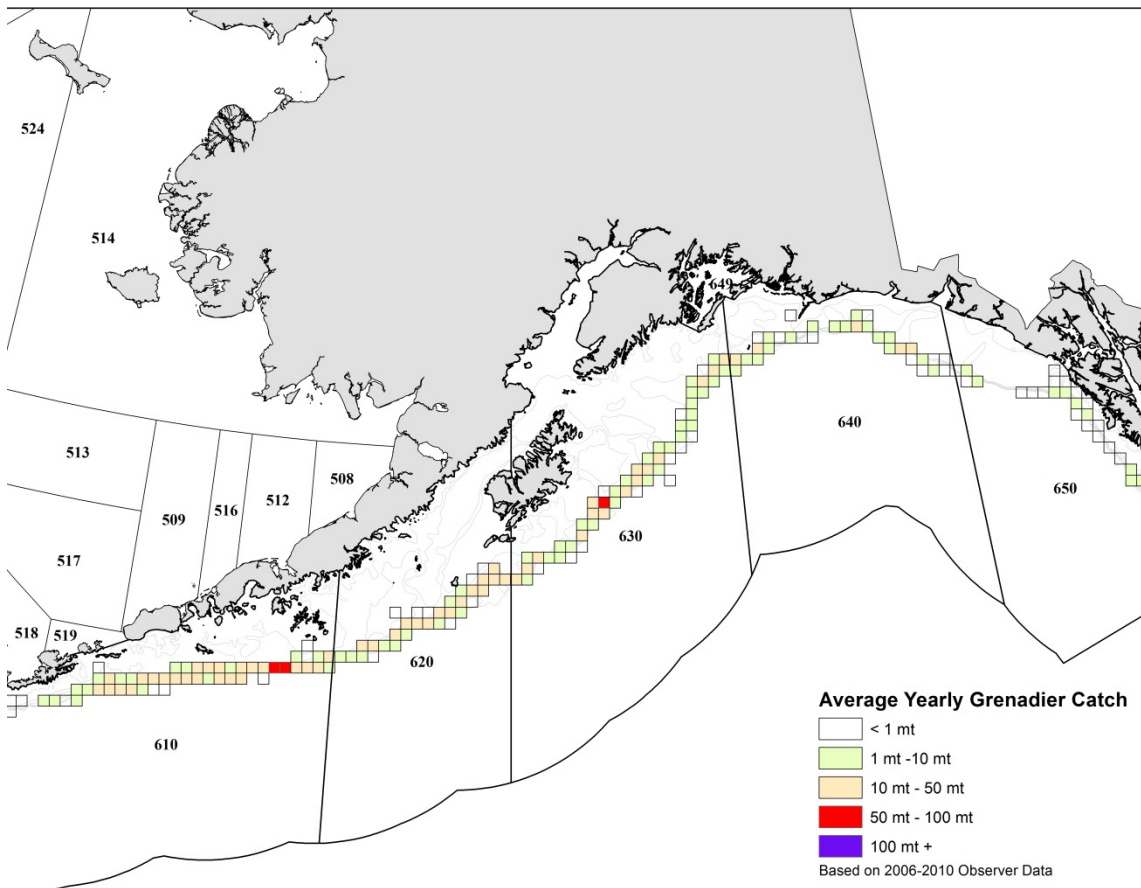 524
514
649
513
508
512
516
509
640
650
517
630
519
518
620
610
Average Yearly Grenadier Catch
< 1 mt
1 mt -10 mt
10 mt - 50 mt
50 mt - 100 mt
100 mt +
Based on 2006-2010 Observer Data